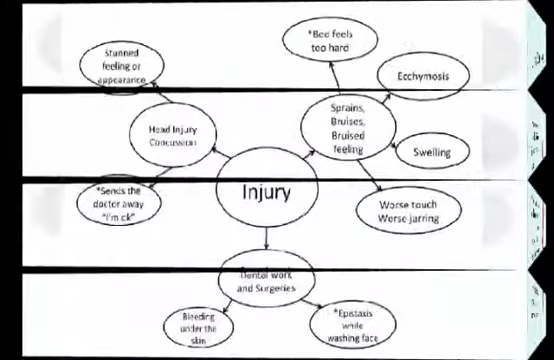 *Bed feels
too hard
Stunned
feeling or
appearance
Ecchymosis
Head Injury
Concussion
Sprains,
Bruises,
Bruised
feeling
Swelling
Injury
*Sends the
doctor away
"I'm ok"
Worse touch
Worse jarring
Dental work
and Surgeries
Bleeding
under the
skin
*Epistaxis
while
washing face